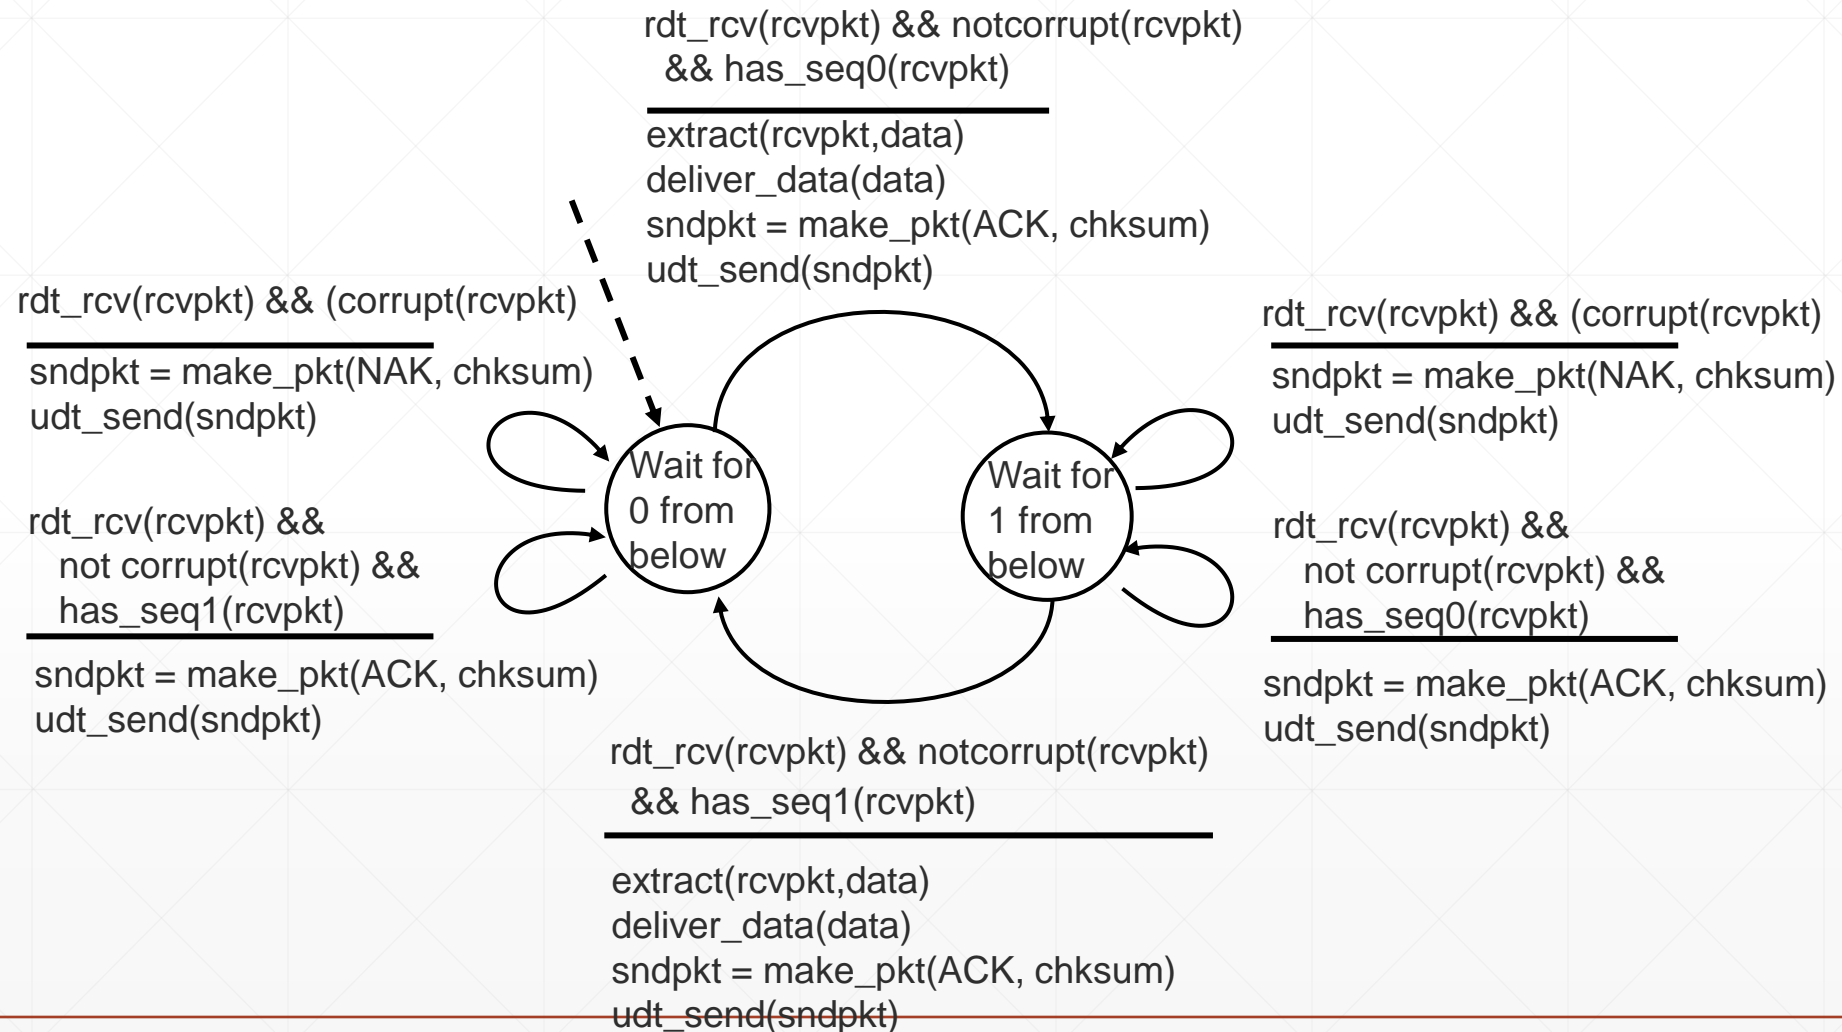 rdt_rcv(rcvpkt) && notcorrupt(rcvpkt)
&& has_seq0(rcvpkt)
extract(rcvpkt,data)
deliver_data(data)
sndpkt = make_pkt(ACK, chksum)
udt_send(sndpkt)
rdt_rcv(rcvpkt) && (corrupt(rcvpkt)
sndpkt = make_pkt(NAK, chksum)
udt_send(sndpkt)
rdt_rcv(rcvpkt) &&
not corrupt(rcvpkt) &&
has_seq1(rcvpkt)
sndpkt = make_pkt(ACK, chksum)
udt_send(sndpkt)
Wait for
0 from
below
Wait for
1 from
below
rdt_rcv(rcvpkt) && (corrupt(rcvpkt)
sndpkt = make_pkt(NAK, chksum)
udt_send(sndpkt)
rdt_rcv(rcvpkt) &&
not corrupt(rcvpkt) &&
has_seq0(rcvpkt)
sndpkt = make_pkt(ACK, chksum)
udt_send(sndpkt)
rdt_rcv(rcvpkt) && notcorrupt(rcvpkt)
&& has_seq1(rcvpkt)
extract(rcvpkt,data)
deliver_data(data)
sndpkt = make_pkt(ACK, chksum)
udt_send(sndpkt)